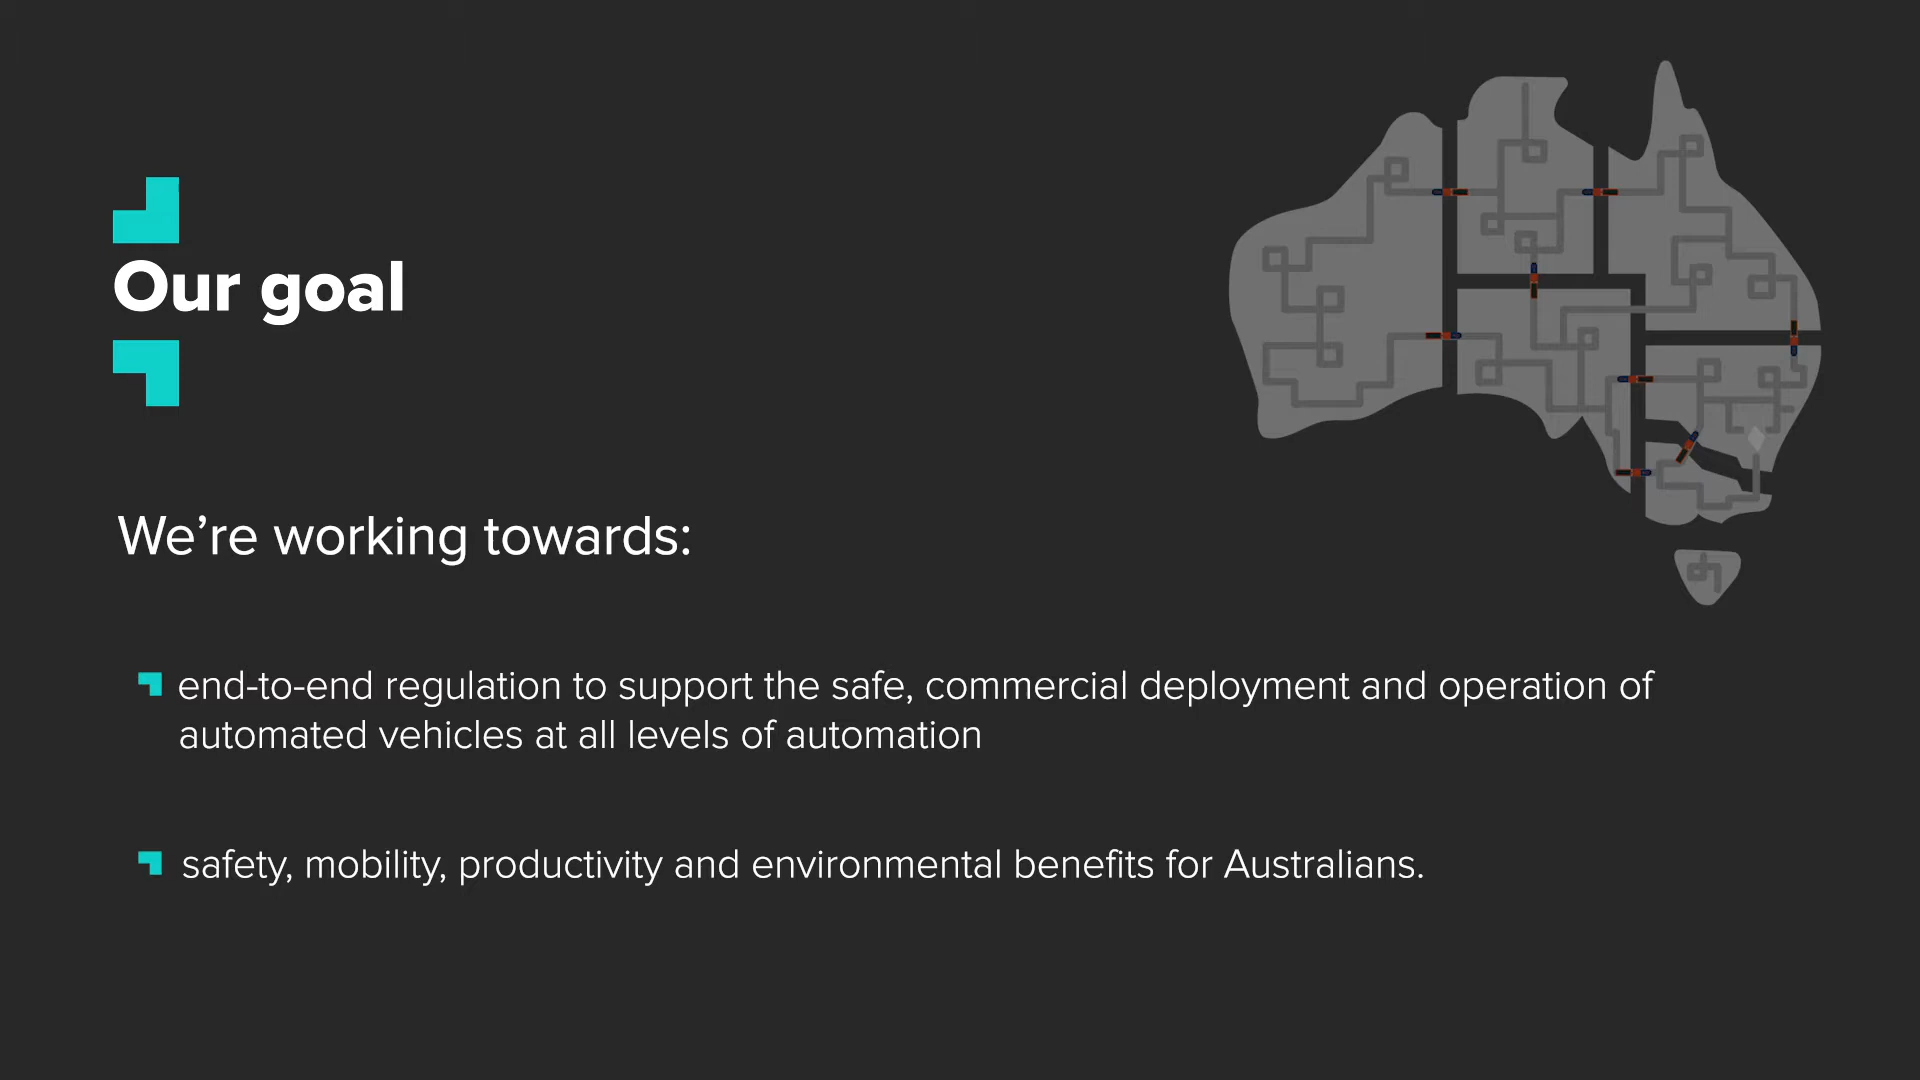 Our goal
We’re working towards:
end-to-end regulation to support the safe, commercial deployment and operation of
automated vehicles at all levels of automation
safety, mobility, productivity and environmental benefits for Australians.